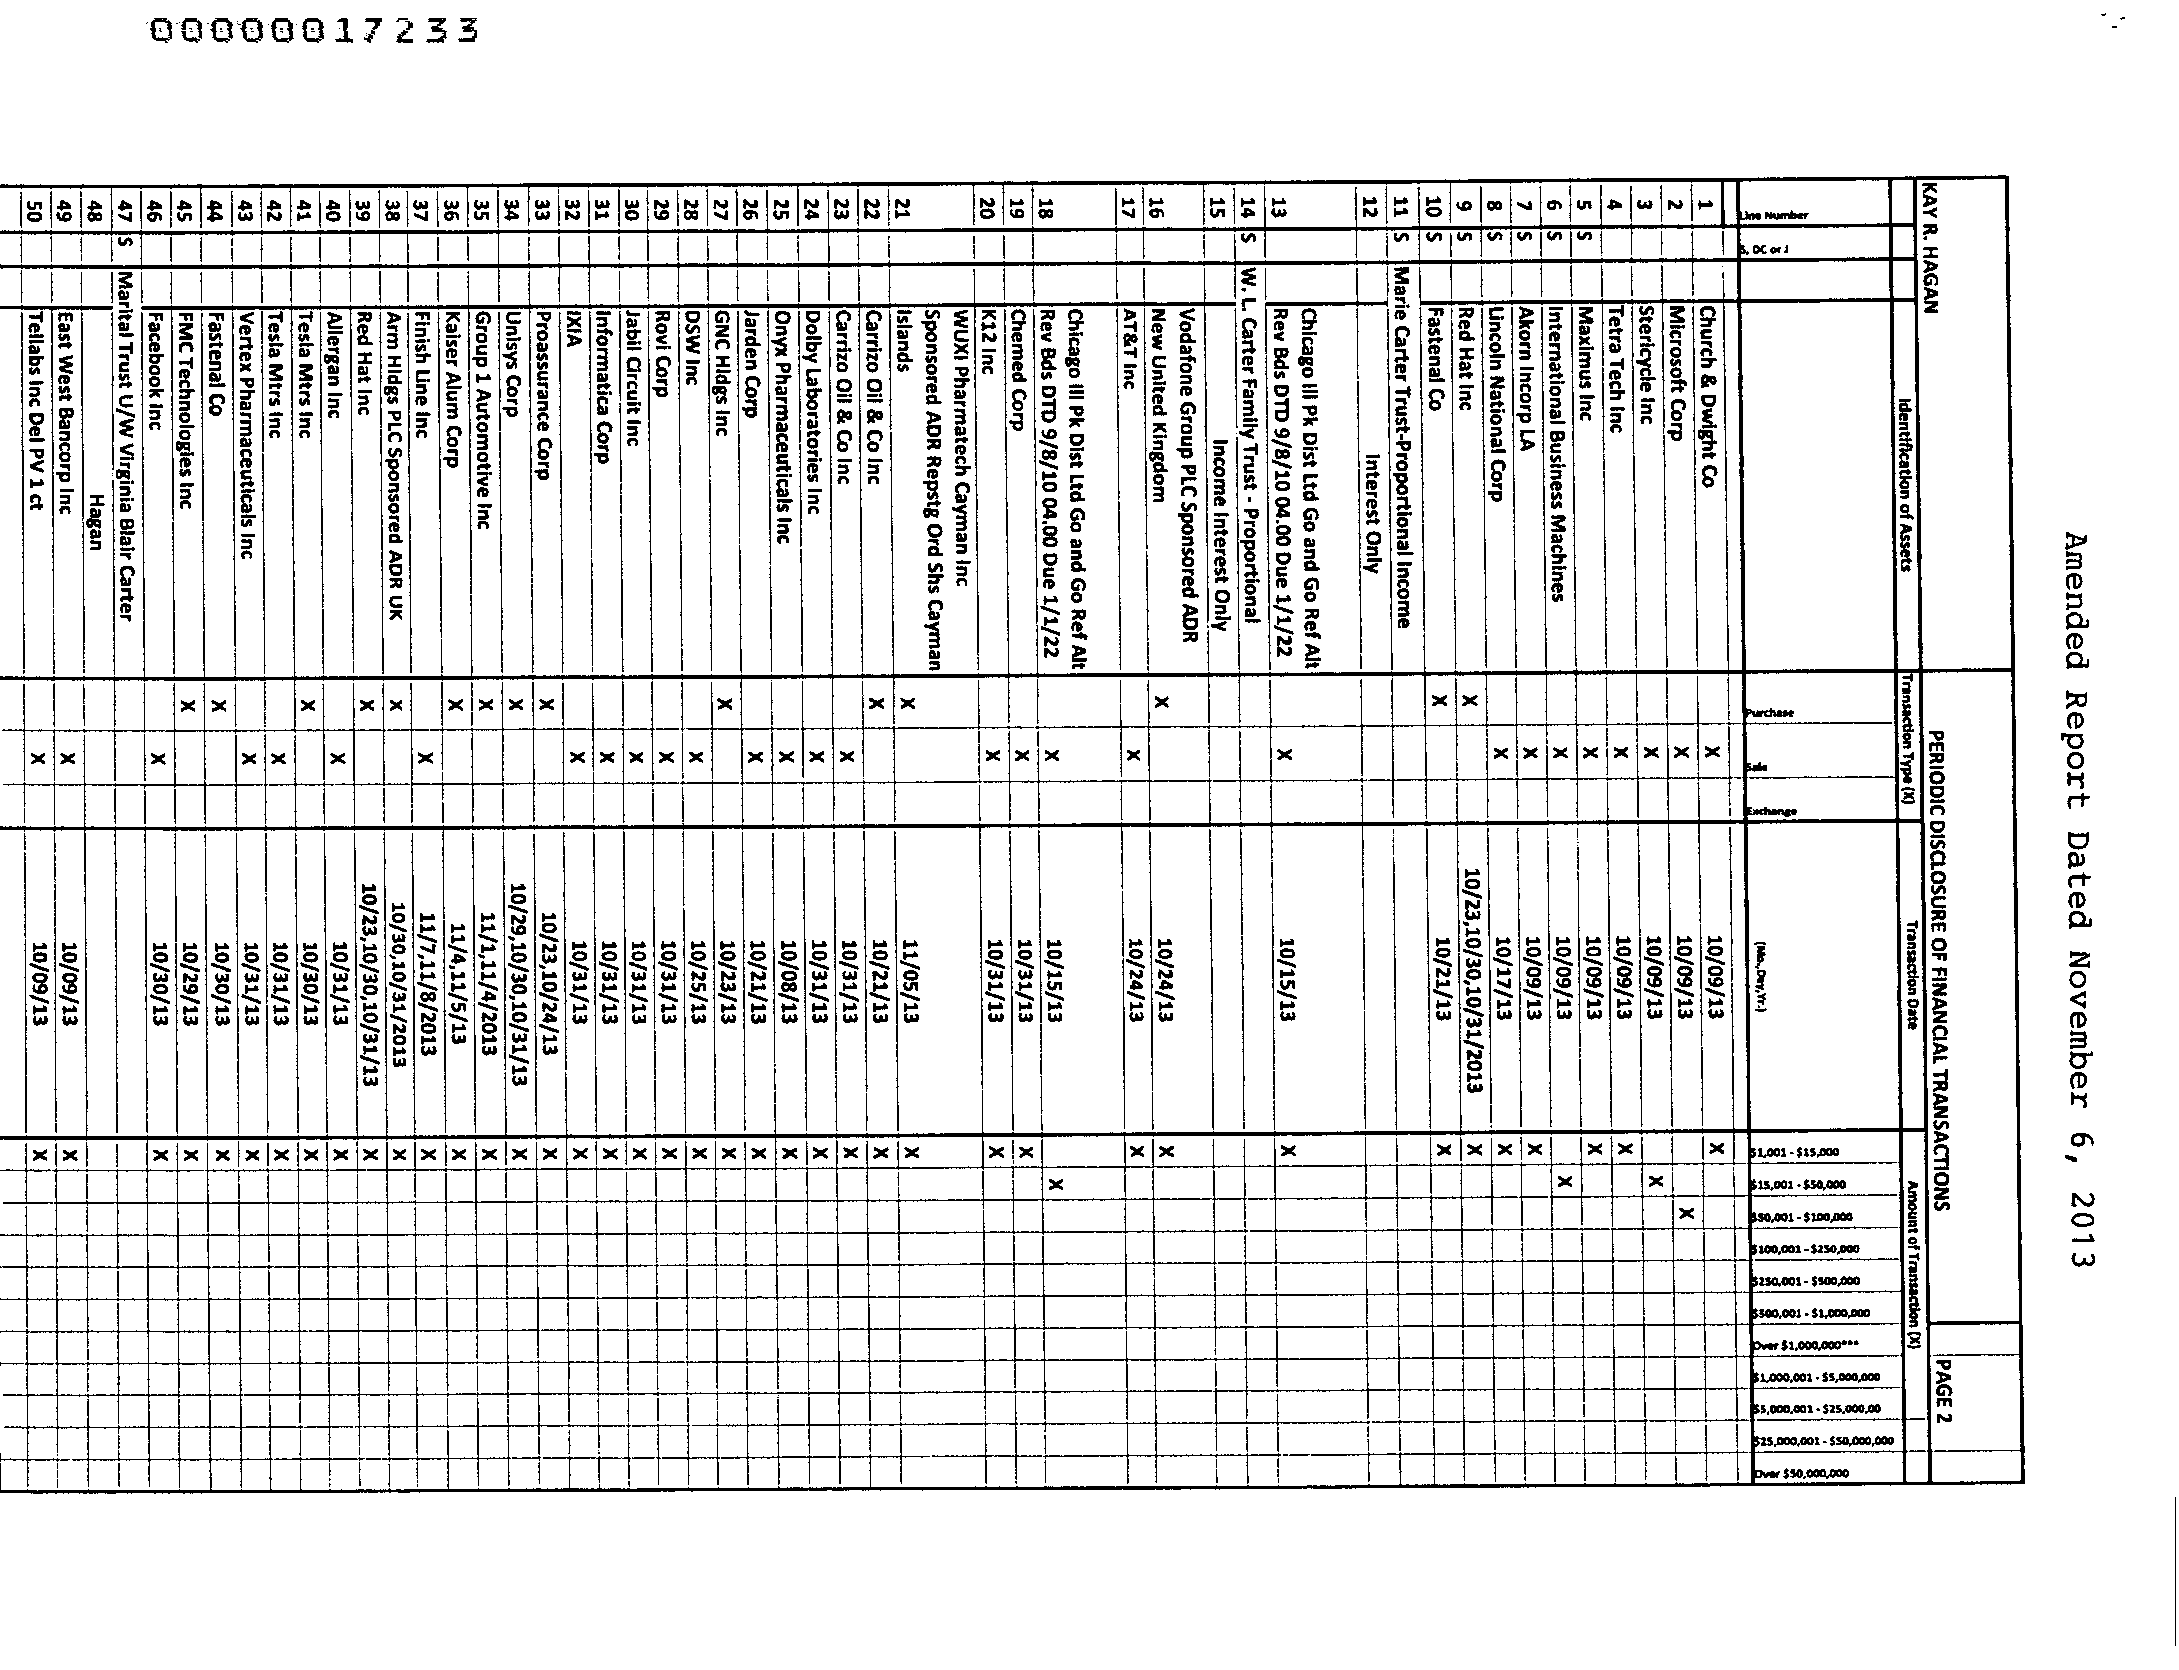 00000017233
Amended Report Dated November 6, 2013
KAY R. HAGAN PERIODIC DISCLOSURE OF FINANCIAL TRANSACTIONS PAGE 2
Identification of Assets Transaction Type (X) Transaction Date Amount of Transaction (X)
Line Number S, DC or J Purchase Sale Exchange (Mo., Day, Yr.) $1,001 - $15,000 $15,001 - $50,000 $50,001 - $100,000 $100,001 - $250,000 $250,001 - $500,000 $500,001 - $1,000,000 Over $1,000,000*** $1,000,001 - $5,000,000 $5,000,001 - $25,000,00 $25,000,001 - $50,000,000 Over $50,000,000
1 Church & Dwight Co X 10/09/13 X
2 Microsoft Corp X 10/09/13 X
3 Stericycle Inc X 10/09/13 X
4 Tetra Tech Inc X 10/09/13 X
5 S Maximus Inc X 10/09/13 X
6 S International Business Machines X 10/09/13 X
7 S Akorn Incorp LA X 10/09/13 X
8 S Lincoln National Corp X 10/17/13 X
9 S Red Hat Inc X 10/23,10/30,10/31/2013 X
10 S Fastenal Co X 10/21/13 X
11 S Marie Carter Trust-Proportional Income
12 Interest Only
Chicago Ill Pk Dist Ltd Go and Go Ref Alt
13 Rev Bds DTD 9/8/10 04.00 Due 1/1/22 X 10/15/13 X
14 S W. L. Carter Family Trust - Proportional
15 Income Interest Only
Vodafone Group PLC Sponsored ADR
16 New United Kingdom X 10/24/13 X
17 AT&T Inc X 10/24/13 X
Chicago Ill Pk Dist Ltd Go and Go Ref Alt
18 Rev Bds DTD 9/8/10 04.00 Due 1/1/22 X 10/15/13 X
19 Chemed Corp X 10/31/13 X
20 K12 Inc X 10/31/13 X
WUXI Pharmatech Cayman Inc
Sponsored ADR Repstg Ord Shs Cayman
21 Islands X 11/05/13 X
22 Carrizo Oil & Co Inc X 10/21/13 X
23 Carrizo Oil & Co Inc X 10/31/13 X
24 Dolby Laboratories Inc X 10/31/13 X
25 Onyx Pharmaceuticals Inc X 10/08/13 X
26 Jarden Corp X 10/21/13 X
27 GNC Hldgs Inc X 10/23/13 X
28 DSW Inc X 10/25/13 X
29 Rovi Corp X 10/31/13 X
30 Jabil Circuit Inc X 10/31/13 X
31 Informatica Corp X 10/31/13 X
32 IXIA X 10/31/13 X
33 Proassurance Corp X 10/23,10/24/13 X
34 Unisys Corp X 10/29,10/30,10/31/13 X
35 Group 1 Automotive Inc X 11/1,11/4/2013 X
36 Kaiser Alum Corp X 11/4,11/5/13 X
37 Finish Line Inc X 11/7,11/8/2013 X
38 Arm Hldgs PLC Sponsored ADR UK X 10/30,10/31/2013 X
39 Red Hat Inc X 10/23,10/30,10/31/13 X
40 Allergan Inc X 10/31/13 X
41 Tesla Mtrs Inc X 10/30/13 X
42 Tesla Mtrs Inc X 10/31/13 X
43 Vertex Pharmaceuticals Inc X 10/31/13 X
44 Fastenal Co X 10/30/13 X
45 FMC Technologies Inc X 10/29/13 X
46 Facebook Inc X 10/30/13 X
47 S Marital Trust U/W Virginia Blair Carter
48 Hagan
49 East West Bancorp Inc X 10/09/13 X
50 Tellabs Inc Del PV 1 ct X 10/09/13 X